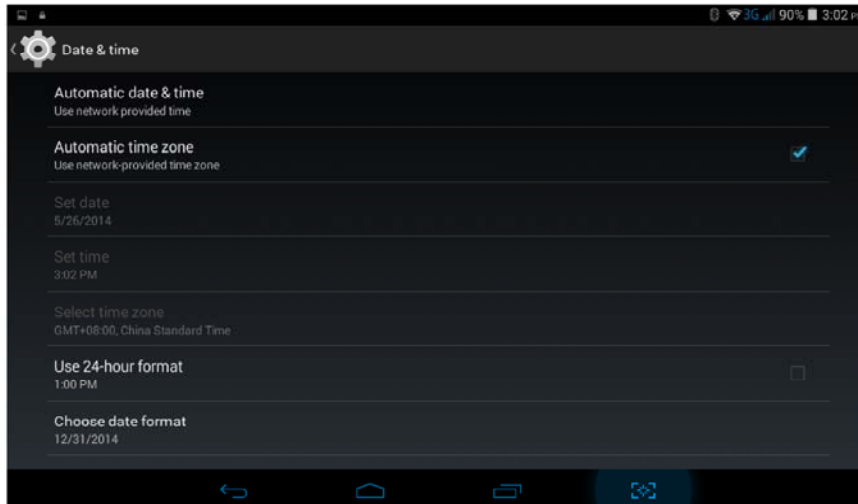 3G 90% 3:02 P
Date & time
Automatic date & time
Use network provided time
Automatic time zone
Use network-provided time zone
Set date
5/26/2014
Set time
3:02 PM
Select time zone
GMT+08:00, China Standard Time
Use 24-hour format
1:00 PM
Choose date format
12/31/2014